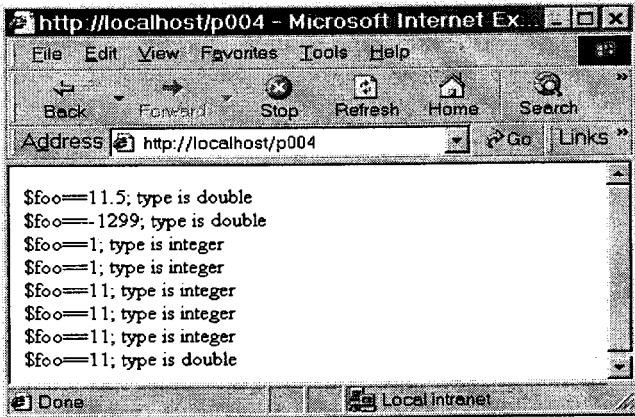 http://localhost/p004 - Microsoft Internet Ex...
File Edit View Favorites Tools Help
Back Forward Stop Refresh Home Search »
Address http://localhost/p004 Go Links »
$foo==11.5; type is double
$foo==-1299; type is double
$foo==1; type is integer
$foo==1; type is integer
$foo==11; type is integer
$foo==11; type is integer
$foo==11; type is integer
$foo==11; type is double
Done Local intranet